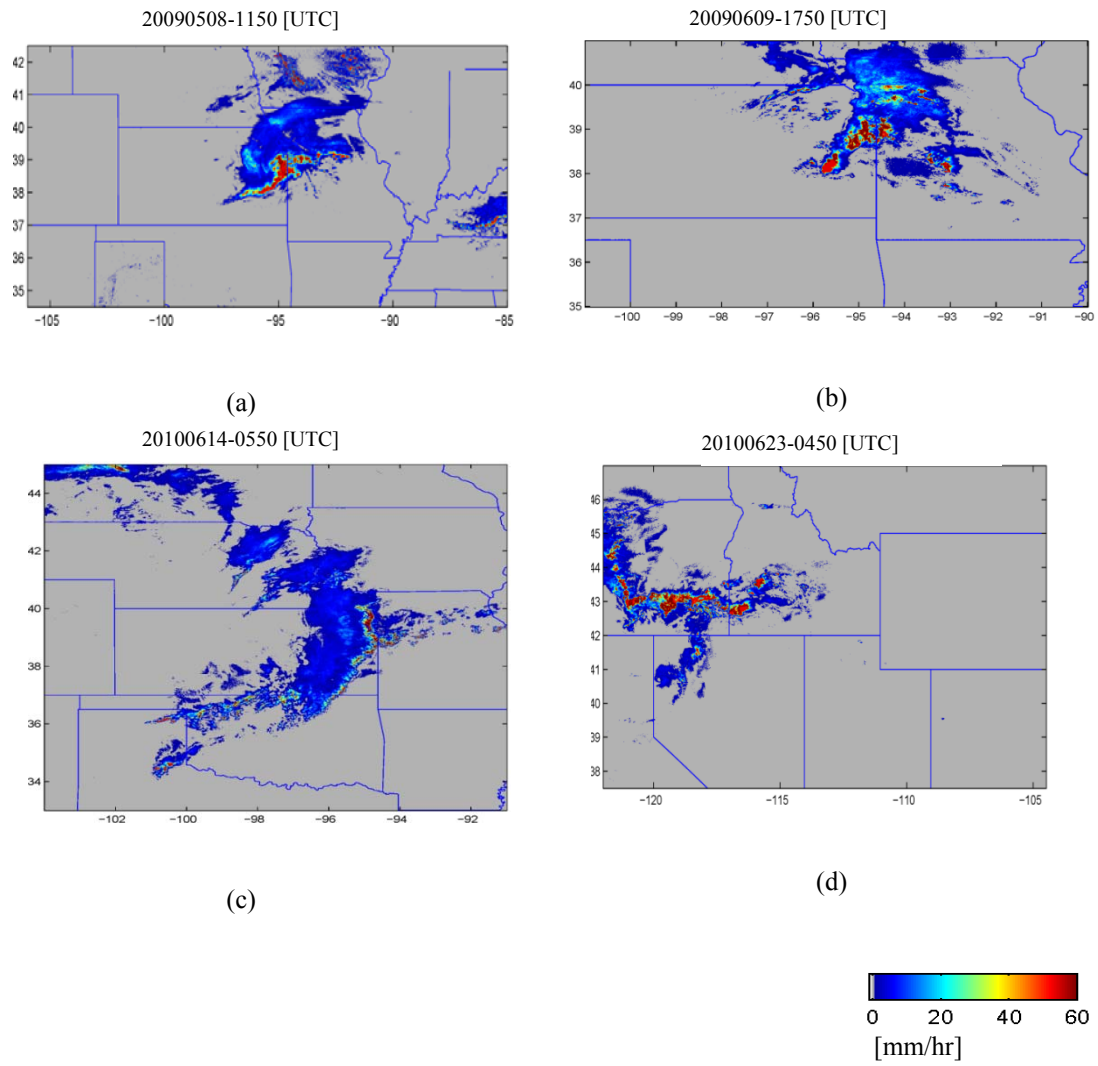 20090508-1150 [UTC]
20090609-1750 [UTC]
42
41
40
39
38
37
36
35
−105 −100 −95 −90 −85
40
39
38
37
36
35
−100 −99 −98 −97 −96 −95 −94 −93 −92 −91 −90
(a)
(b)
20100614-0550 [UTC]
20100623-0450 [UTC]
44
42
40
38
36
34
−102 −100 −98 −96 −94 −92
46
45
44
43
42
41
40
39
38
−120 −115 −110 −105
(c)
(d)
0 20 40 60
[mm/hr]